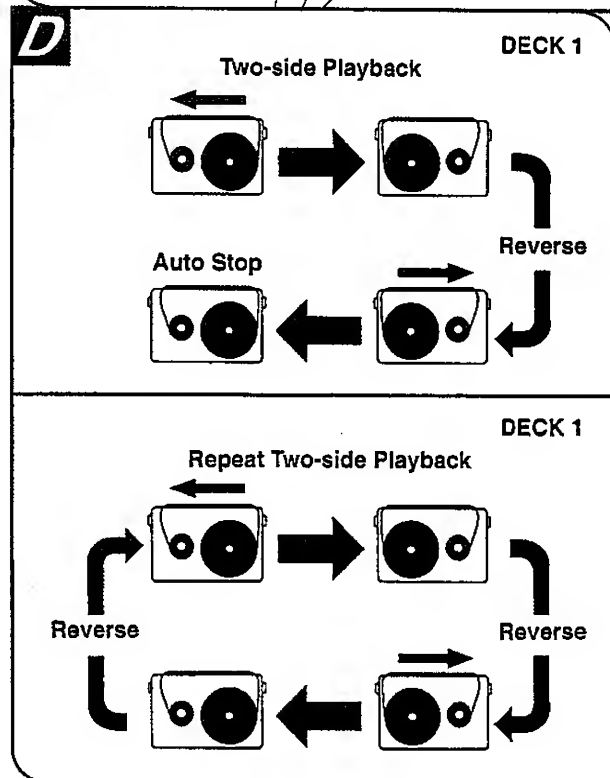 D
DECK 1
Two-side Playback
Reverse
Auto Stop
DECK 1
Repeat Two-side Playback
Reverse
Reverse